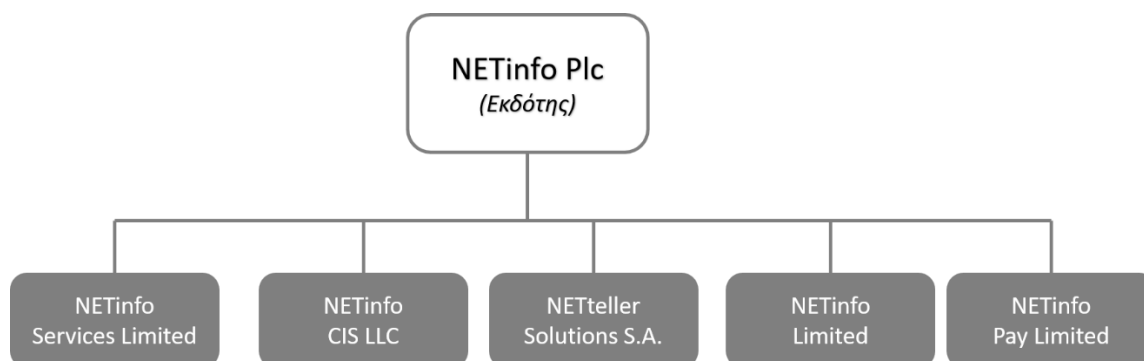 NETinfo Plc
(Εκδότης)
NETinfo
Services Limited
NETinfo
CIS LLC
NETteller
Solutions S.A.
NETinfo
Limited
NETinfo
Pay Limited